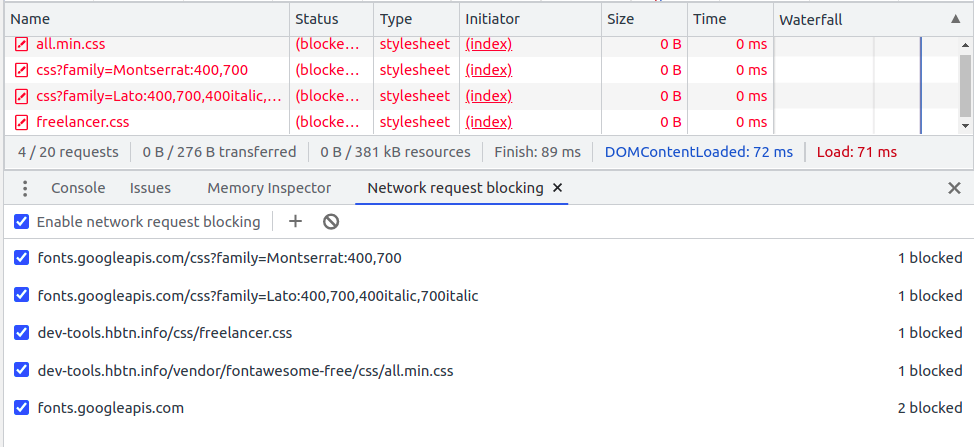 Name Status Type Initiator Size Time Waterfall
all.min.css (blocke… stylesheet (index) 0 B 0 ms
css?family=Montserrat:400,700 (blocke… stylesheet (index) 0 B 0 ms
css?family=Lato:400,700,400italic,… (blocke… stylesheet (index) 0 B 0 ms
freelancer.css (blocke… stylesheet (index) 0 B 0 ms
4 / 20 requests 0 B / 276 B transferred 0 B / 381 kB resources Finish: 89 ms DOMContentLoaded: 72 ms Load: 71 ms
Console Issues Memory Inspector Network request blocking
Enable network request blocking
fonts.googleapis.com/css?family=Montserrat:400,700 1 blocked
fonts.googleapis.com/css?family=Lato:400,700,400italic,700italic 1 blocked
dev-tools.hbtn.info/css/freelancer.css 1 blocked
dev-tools.hbtn.info/vendor/fontawesome-free/css/all.min.css 1 blocked
fonts.googleapis.com 2 blocked